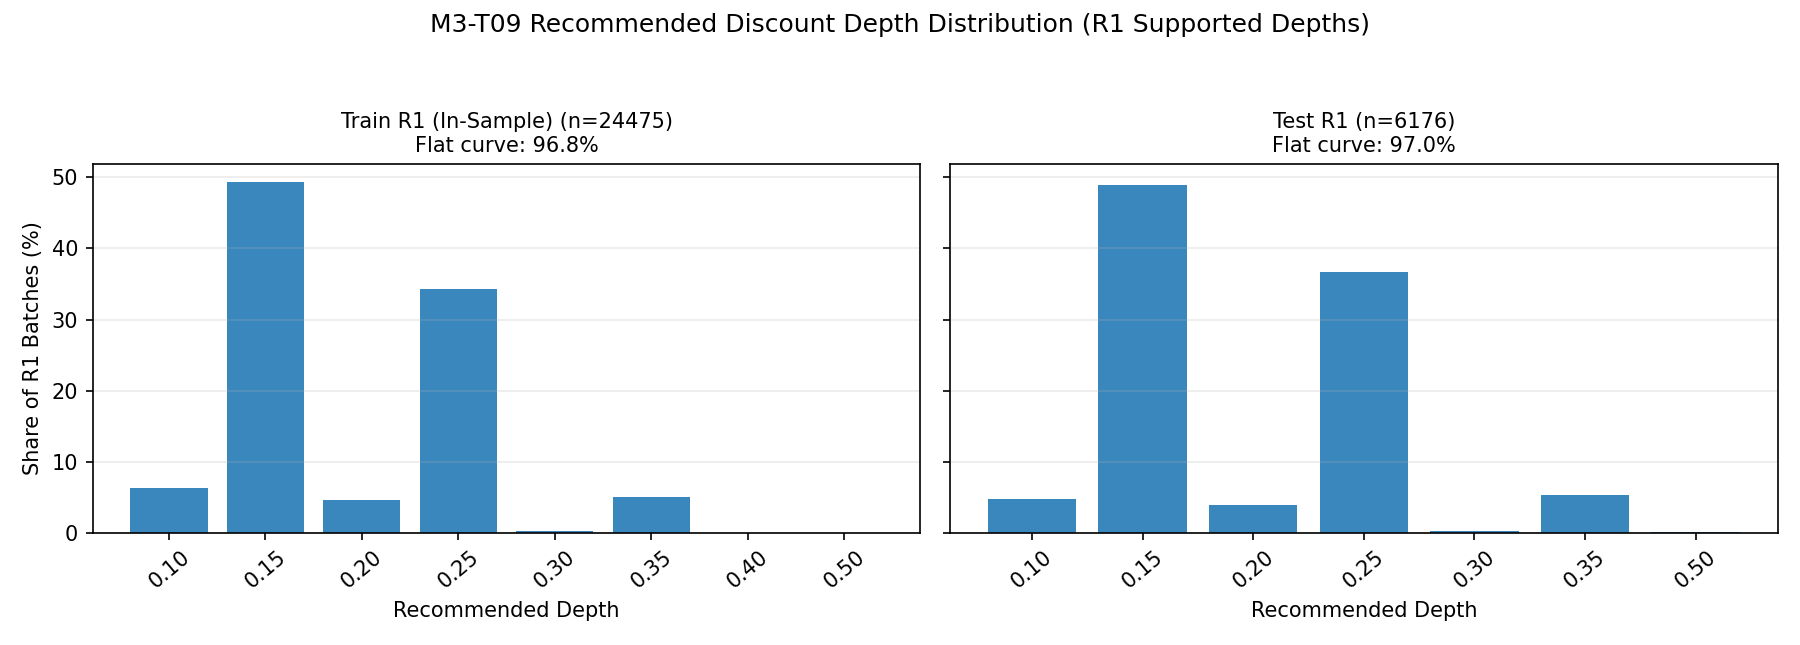 M3-T09 Recommended Discount Depth Distribution (R1 Supported Depths)
Train R1 (In-Sample) (n=24475)
Flat curve: 96.8%
Share of R1 Batches (%)
50
40
30
20
10
0
0.10 0.15 0.20 0.25 0.30 0.35 0.40 0.50
Recommended Depth
Test R1 (n=6176)
Flat curve: 97.0%
0.10 0.15 0.20 0.25 0.30 0.35 0.50
Recommended Depth